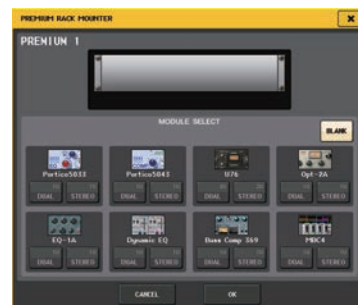 PREMIUM RACK MOUNTER
PREMIUM 1
MODULE SELECT
BLANK
Portico5033 Portico5043 U76 Opt-2A
DUAL STEREO DUAL STEREO DUAL STEREO DUAL STEREO
EQ-1A Dynamic EQ Buss Comp 369 MBC4
DUAL STEREO DUAL STEREO DUAL STEREO DUAL STEREO
CANCEL OK